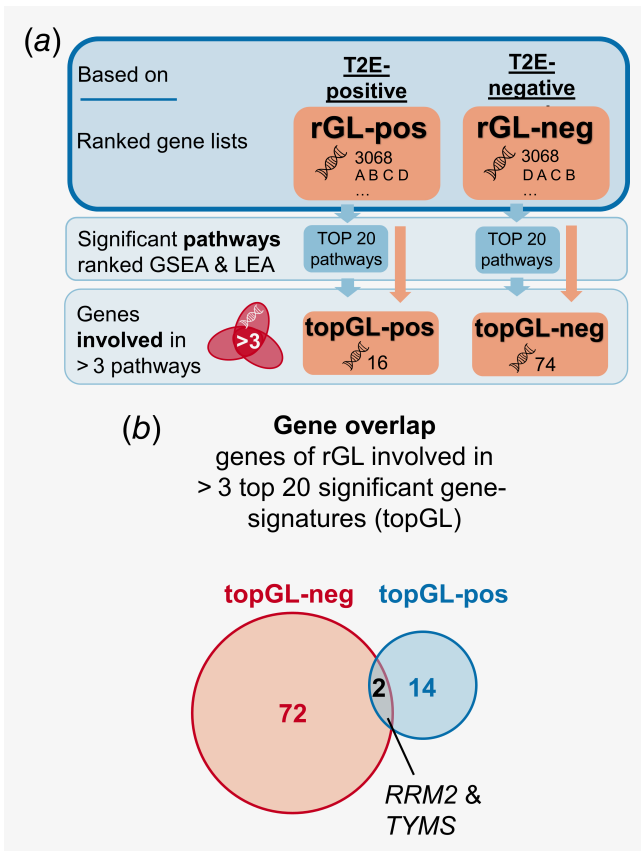 (a)
Based on
T2E-
positive
T2E-
negative
Ranked gene lists
rGL-pos
3068
A B C D
...
rGL-neg
3068
D A C B
...
Significant pathways
ranked GSEA & LEA
TOP 20
pathways
TOP 20
pathways
Genes
involved in
> 3 pathways
>3
topGL-pos
16
topGL-neg
74
(b)
Gene overlap
genes of rGL involved in
> 3 top 20 significant gene-
signatures (topGL)
topGL-neg
topGL-pos
72
2
14
RRM2 &
TYMS